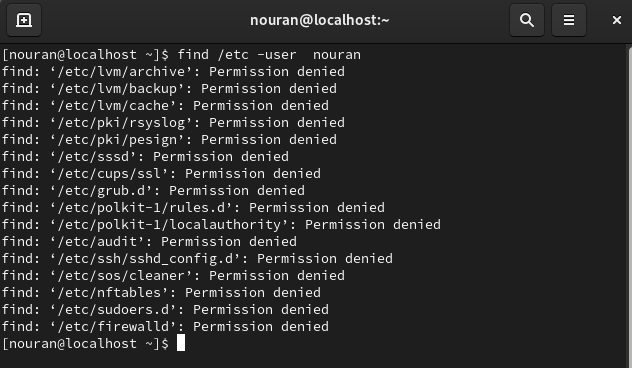 nouran@localhost:~
[nouran@localhost ~]$ find /etc -user  nouran
find: ‘/etc/lvm/archive’: Permission denied
find: ‘/etc/lvm/backup’: Permission denied
find: ‘/etc/lvm/cache’: Permission denied
find: ‘/etc/pki/rsyslog’: Permission denied
find: ‘/etc/pki/pesign’: Permission denied
find: ‘/etc/sssd’: Permission denied
find: ‘/etc/cups/ssl’: Permission denied
find: ‘/etc/grub.d’: Permission denied
find: ‘/etc/polkit-1/rules.d’: Permission denied
find: ‘/etc/polkit-1/localauthority’: Permission denied
find: ‘/etc/audit’: Permission denied
find: ‘/etc/ssh/sshd_config.d’: Permission denied
find: ‘/etc/sos/cleaner’: Permission denied
find: ‘/etc/nftables’: Permission denied
find: ‘/etc/sudoers.d’: Permission denied
find: ‘/etc/firewalld’: Permission denied
[nouran@localhost ~]$